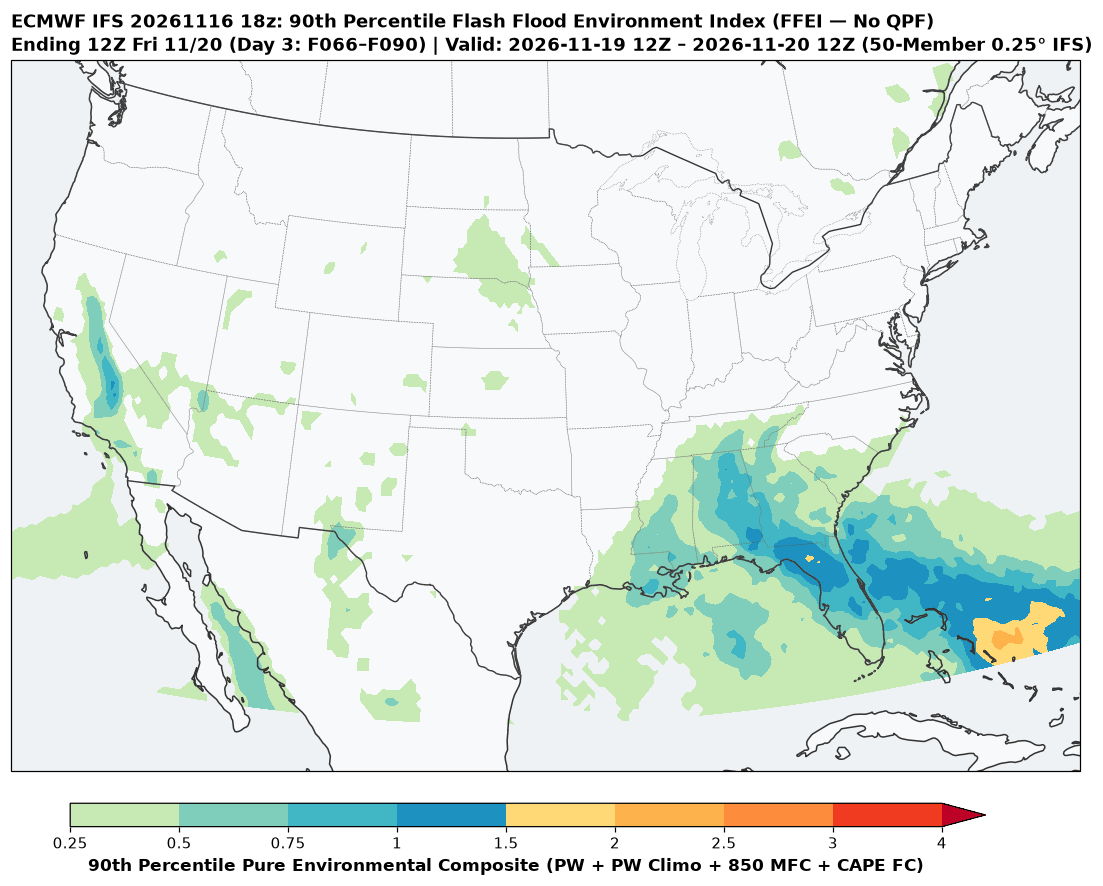 ECMWF IFS 20261116 18z: 90th Percentile Flash Flood Environment Index (FFEI — No QPF)
Ending 12Z Fri 11/20 (Day 3: F066–F090) | Valid: 2026-11-19 12Z – 2026-11-20 12Z (50-Member 0.25° IFS)
0.25 0.5 0.75 1 1.5 2 2.5 3 4
90th Percentile Pure Environmental Composite (PW + PW Climo + 850 MFC + CAPE FC)